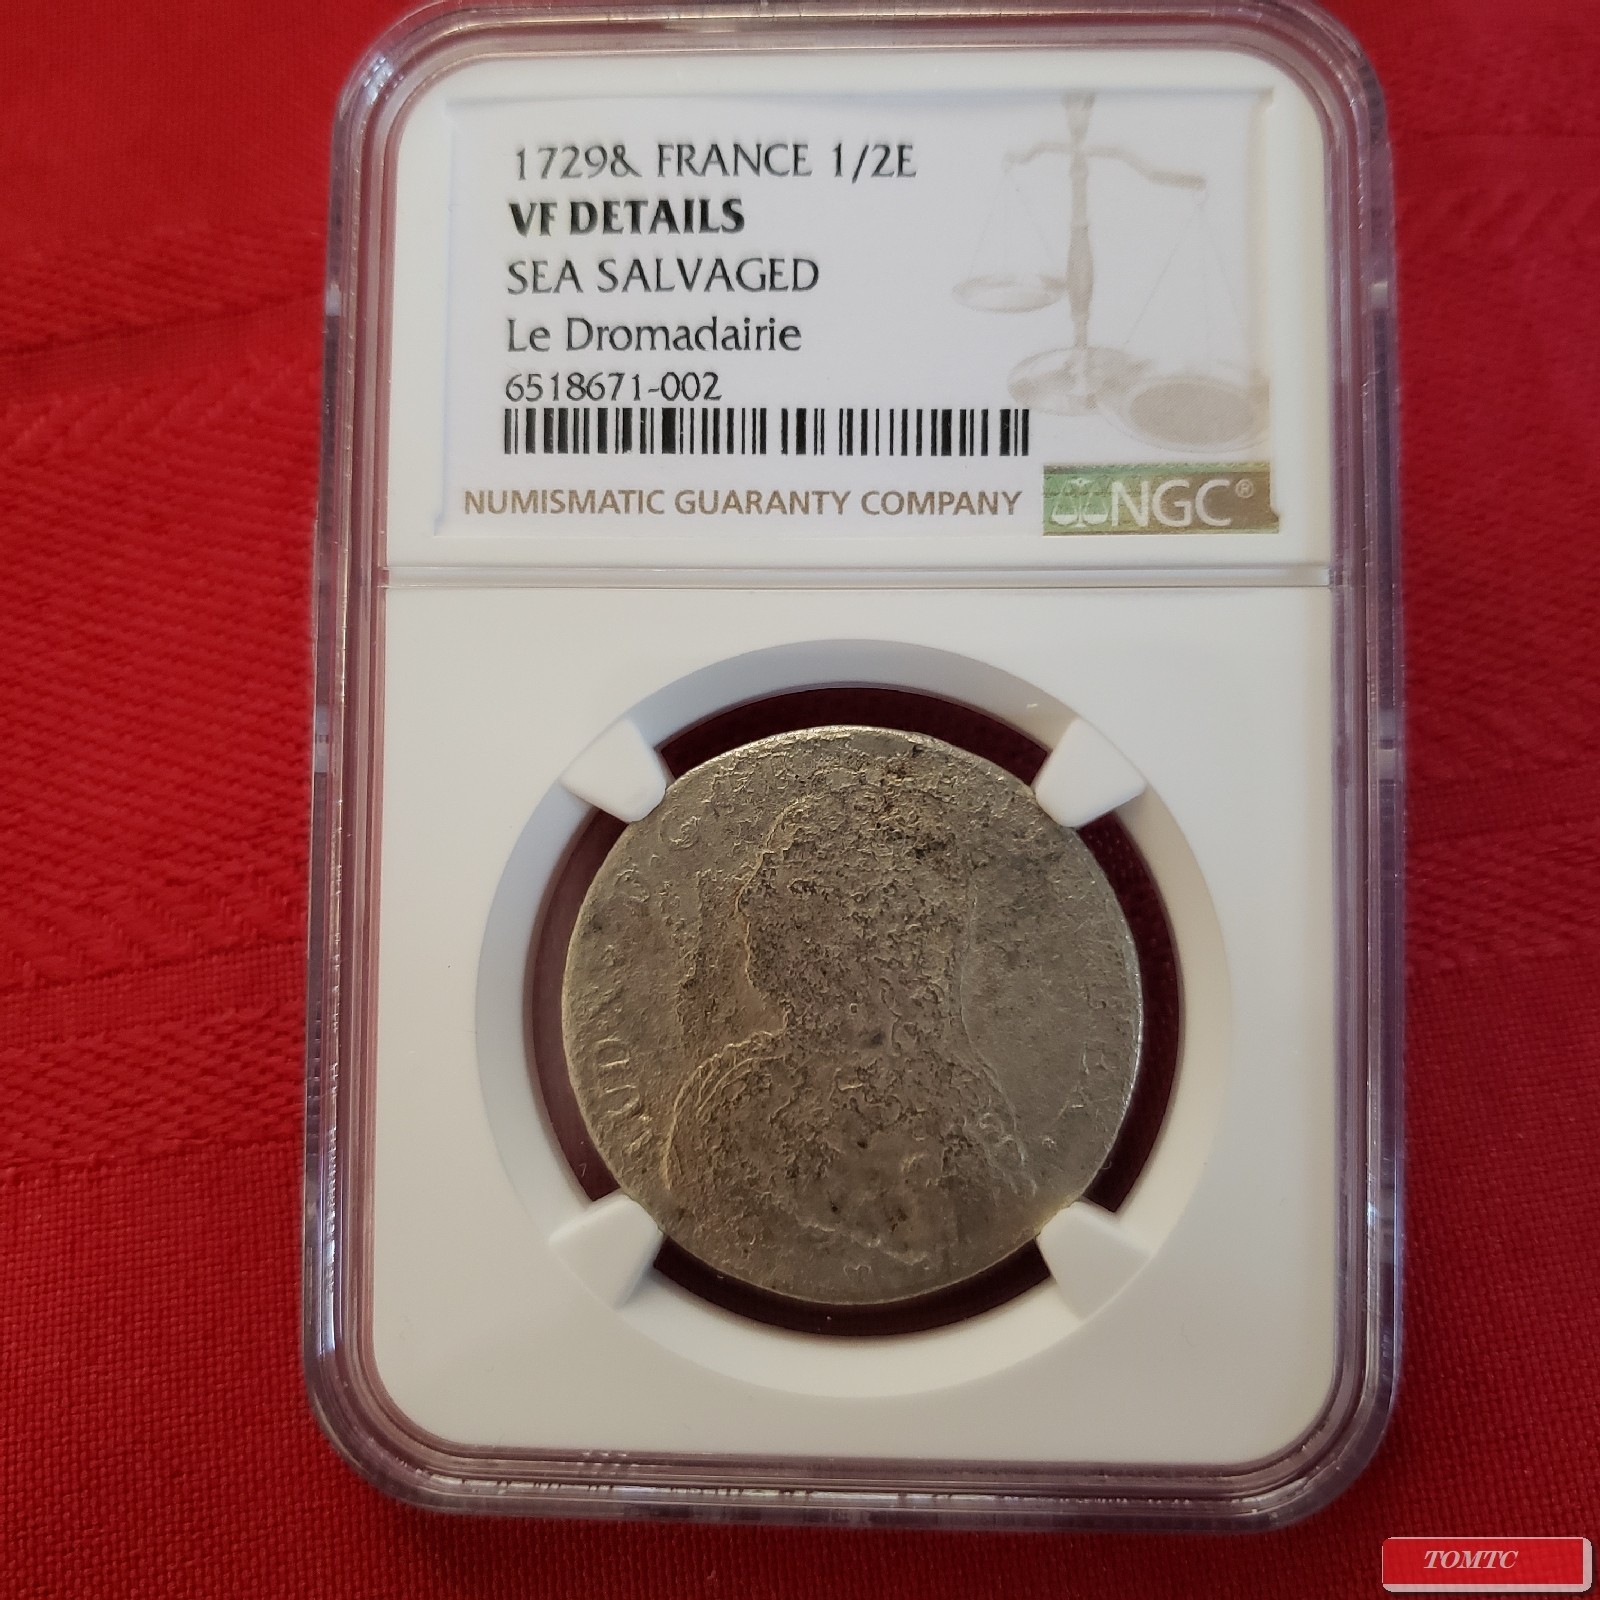 1729& FRANCE 1/2E
VF DETAILS
SEA SALVAGED
Le Dromadairie
6518671-002
NUMISMATIC GUARANTY COMPANY
NGC®
TOMTC